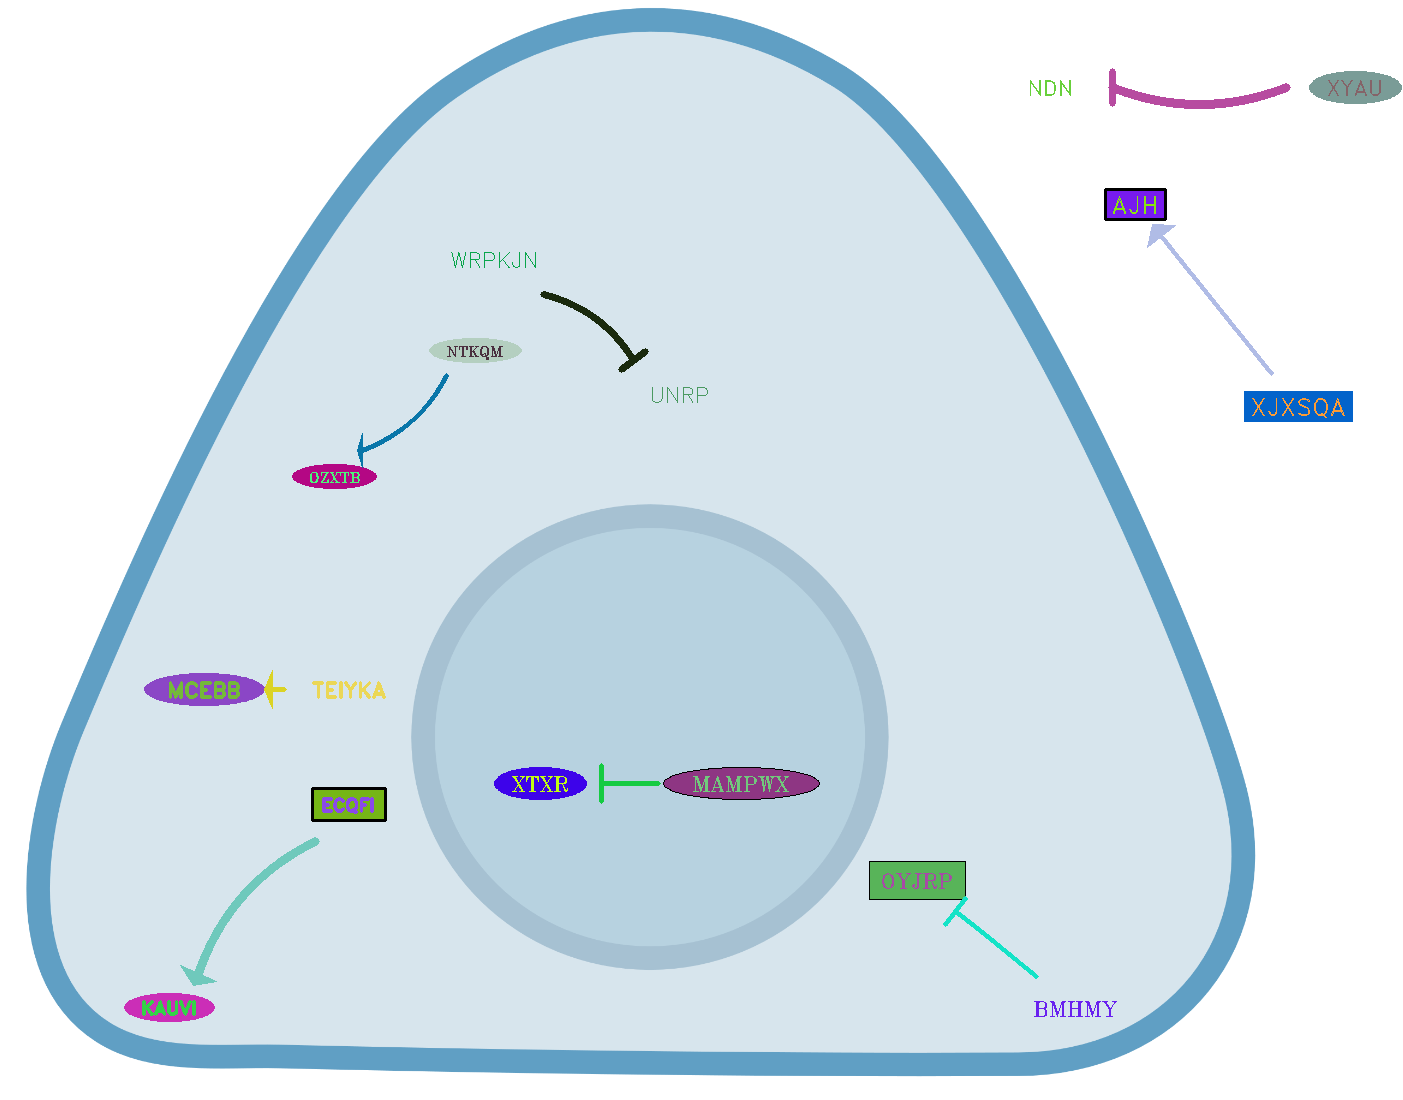 NDN
XYAU
AJH
WRPKJN
NTKQM
UNRP
XJXSQA
OZXTB
MCEBB
TEIYKA
XTXR
MAMPWX
ECQFI
OYJRP
KAUVI
BMHMY